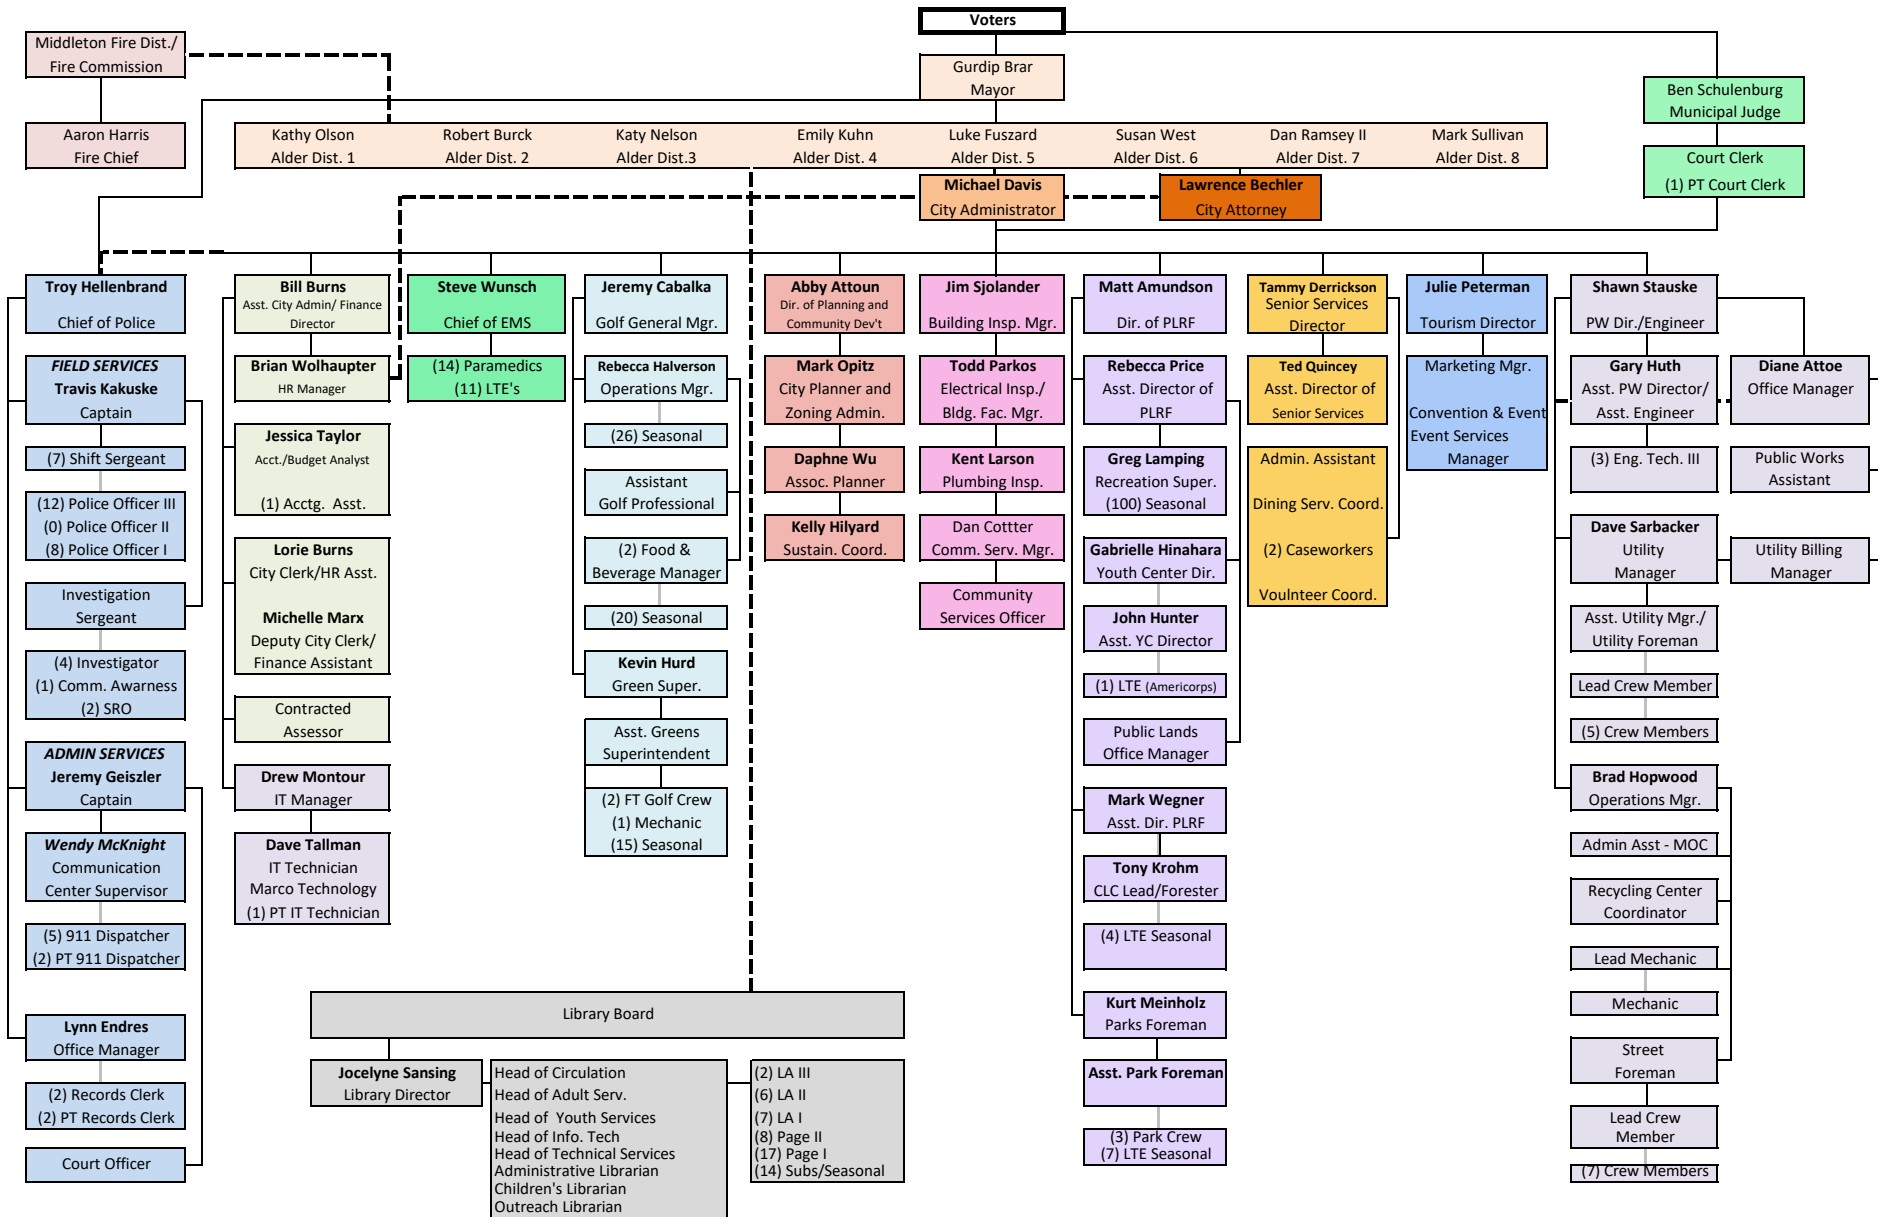 Voters
Middleton Fire Dist./
Fire Commission
Gurdip Brar
Mayor
Ben Schulenburg
Municipal Judge
Aaron Harris
Fire Chief
Kathy Olson
Alder Dist. 1
Robert Burck
Alder Dist. 2
Katy Nelson
Alder Dist.3
Emily Kuhn
Alder Dist. 4
Luke Fuszard
Alder Dist. 5
Susan West
Alder Dist. 6
Dan Ramsey II
Alder Dist. 7
Mark Sullivan
Alder Dist. 8
Court Clerk
(1) PT Court Clerk
Michael Davis
City Administrator
Lawrence Bechler
City Attorney
Troy Hellenbrand
Chief of Police
FIELD SERVICES
Travis Kakuske
Captain
(7) Shift Sergeant
(12) Police Officer III
(0) Police Officer II
(8) Police Officer I
Investigation
Sergeant
(4) Investigator
(1) Comm. Awarness
(2) SRO
ADMIN SERVICES
Jeremy Geiszler
Captain
Wendy McKnight
Communication
Center Supervisor
(5) 911 Dispatcher
(2) PT 911 Dispatcher
Lynn Endres
Office Manager
(2) Records Clerk
(2) PT Records Clerk
Court Officer
Bill Burns
Asst. City Admin/ Finance
Director
Brian Wolhaupter
HR Manager
Jessica Taylor
Acct./Budget Analyst
(1) Acctg. Asst.
Lorie Burns
City Clerk/HR Asst.
Michelle Marx
Deputy City Clerk/
Finance Assistant
Contracted
Assessor
Drew Montour
IT Manager
Dave Tallman
IT Technician
Marco Technology
(1) PT IT Technician
Steve Wunsch
Chief of EMS
(14) Paramedics
(11) LTE's
Jeremy Cabalka
Golf General Mgr.
Rebecca Halverson
Operations Mgr.
(26) Seasonal
Assistant
Golf Professional
(2) Food &
Beverage Manager
(20) Seasonal
Kevin Hurd
Green Super.
Asst. Greens
Superintendent
(2) FT Golf Crew
(1) Mechanic
(15) Seasonal
Abby Attoun
Dir. of Planning and
Community Dev't
Mark Opitz
City Planner and
Zoning Admin.
Daphne Wu
Assoc. Planner
Kelly Hilyard
Sustain. Coord.
Jim Sjolander
Building Insp. Mgr.
Todd Parkos
Electrical Insp./
Bldg. Fac. Mgr.
Kent Larson
Plumbing Insp.
Dan Cottter
Comm. Serv. Mgr.
Community
Services Officer
Matt Amundson
Dir. of PLRF
Rebecca Price
Asst. Director of
PLRF
Greg Lamping
Recreation Super.
(100) Seasonal
Gabrielle Hinahara
Youth Center Dir.
John Hunter
Asst. YC Director
(1) LTE (Americorps)
Public Lands
Office Manager
Mark Wegner
Asst. Dir. PLRF
Tony Krohm
CLC Lead/Forester
(4) LTE Seasonal
Kurt Meinholz
Parks Foreman
Asst. Park Foreman
(3) Park Crew
(7) LTE Seasonal
Tammy Derrickson
Senior Services
Director
Ted Quincey
Asst. Director of
Senior Services
Admin. Assistant
Dining Serv. Coord.
(2) Caseworkers
Voulnteer Coord.
Julie Peterman
Tourism Director
Marketing Mgr.
Convention & Event
Event Services
Manager
Shawn Stauske
PW Dir./Engineer
Gary Huth
Asst. PW Director/
Asst. Engineer
(3) Eng. Tech. III
Dave Sarbacker
Utility
Manager
Asst. Utility Mgr./
Utility Foreman
Lead Crew Member
(5) Crew Members
Brad Hopwood
Operations Mgr.
Admin Asst - MOC
Recycling Center
Coordinator
Lead Mechanic
Mechanic
Street
Foreman
Lead Crew
Member
(7) Crew Members
Diane Attoe
Office Manager
Public Works
Assistant
Utility Billing
Manager
Library Board
Jocelyne Sansing
Library Director
Head of Circulation
Head of Adult Serv.
Head of  Youth Services
Head of Info. Tech
Head of Technical Services
Administrative Librarian
Children's Librarian
Outreach Librarian
(2) LA III
(6) LA II
(7) LA I
(8) Page II
(17) Page I
(14) Subs/Seasonal